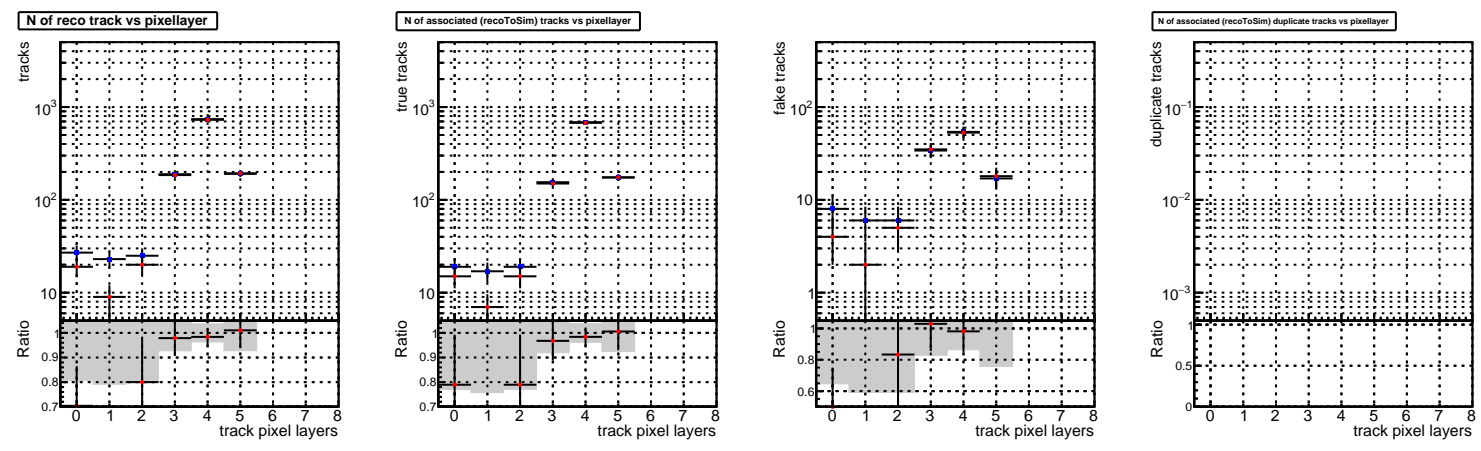 N of reco track vs pixellayer
tracks
10³
10²
10
Ratio
1
0.9
0.8
0.7
0 1 2 3 4 5 6 7 8
track pixel layers
N of associated (recoToSim) tracks vs pixellayer
true tracks
10³
10²
10
Ratio
1
0.9
0.8
0.7
0 1 2 3 4 5 6 7 8
track pixel layers
fake tracks
10²
10
1
Ratio
1
0.8
0.6
0 1 2 3 4 5 6 7 8
track pixel layers
N of associated (recoToSim) duplicate tracks vs pixellayer
duplicate tracks
10⁻¹
10⁻²
10⁻³
Ratio
1
0.5
0
0 1 2 3 4 5 6 7 8
track pixel layers